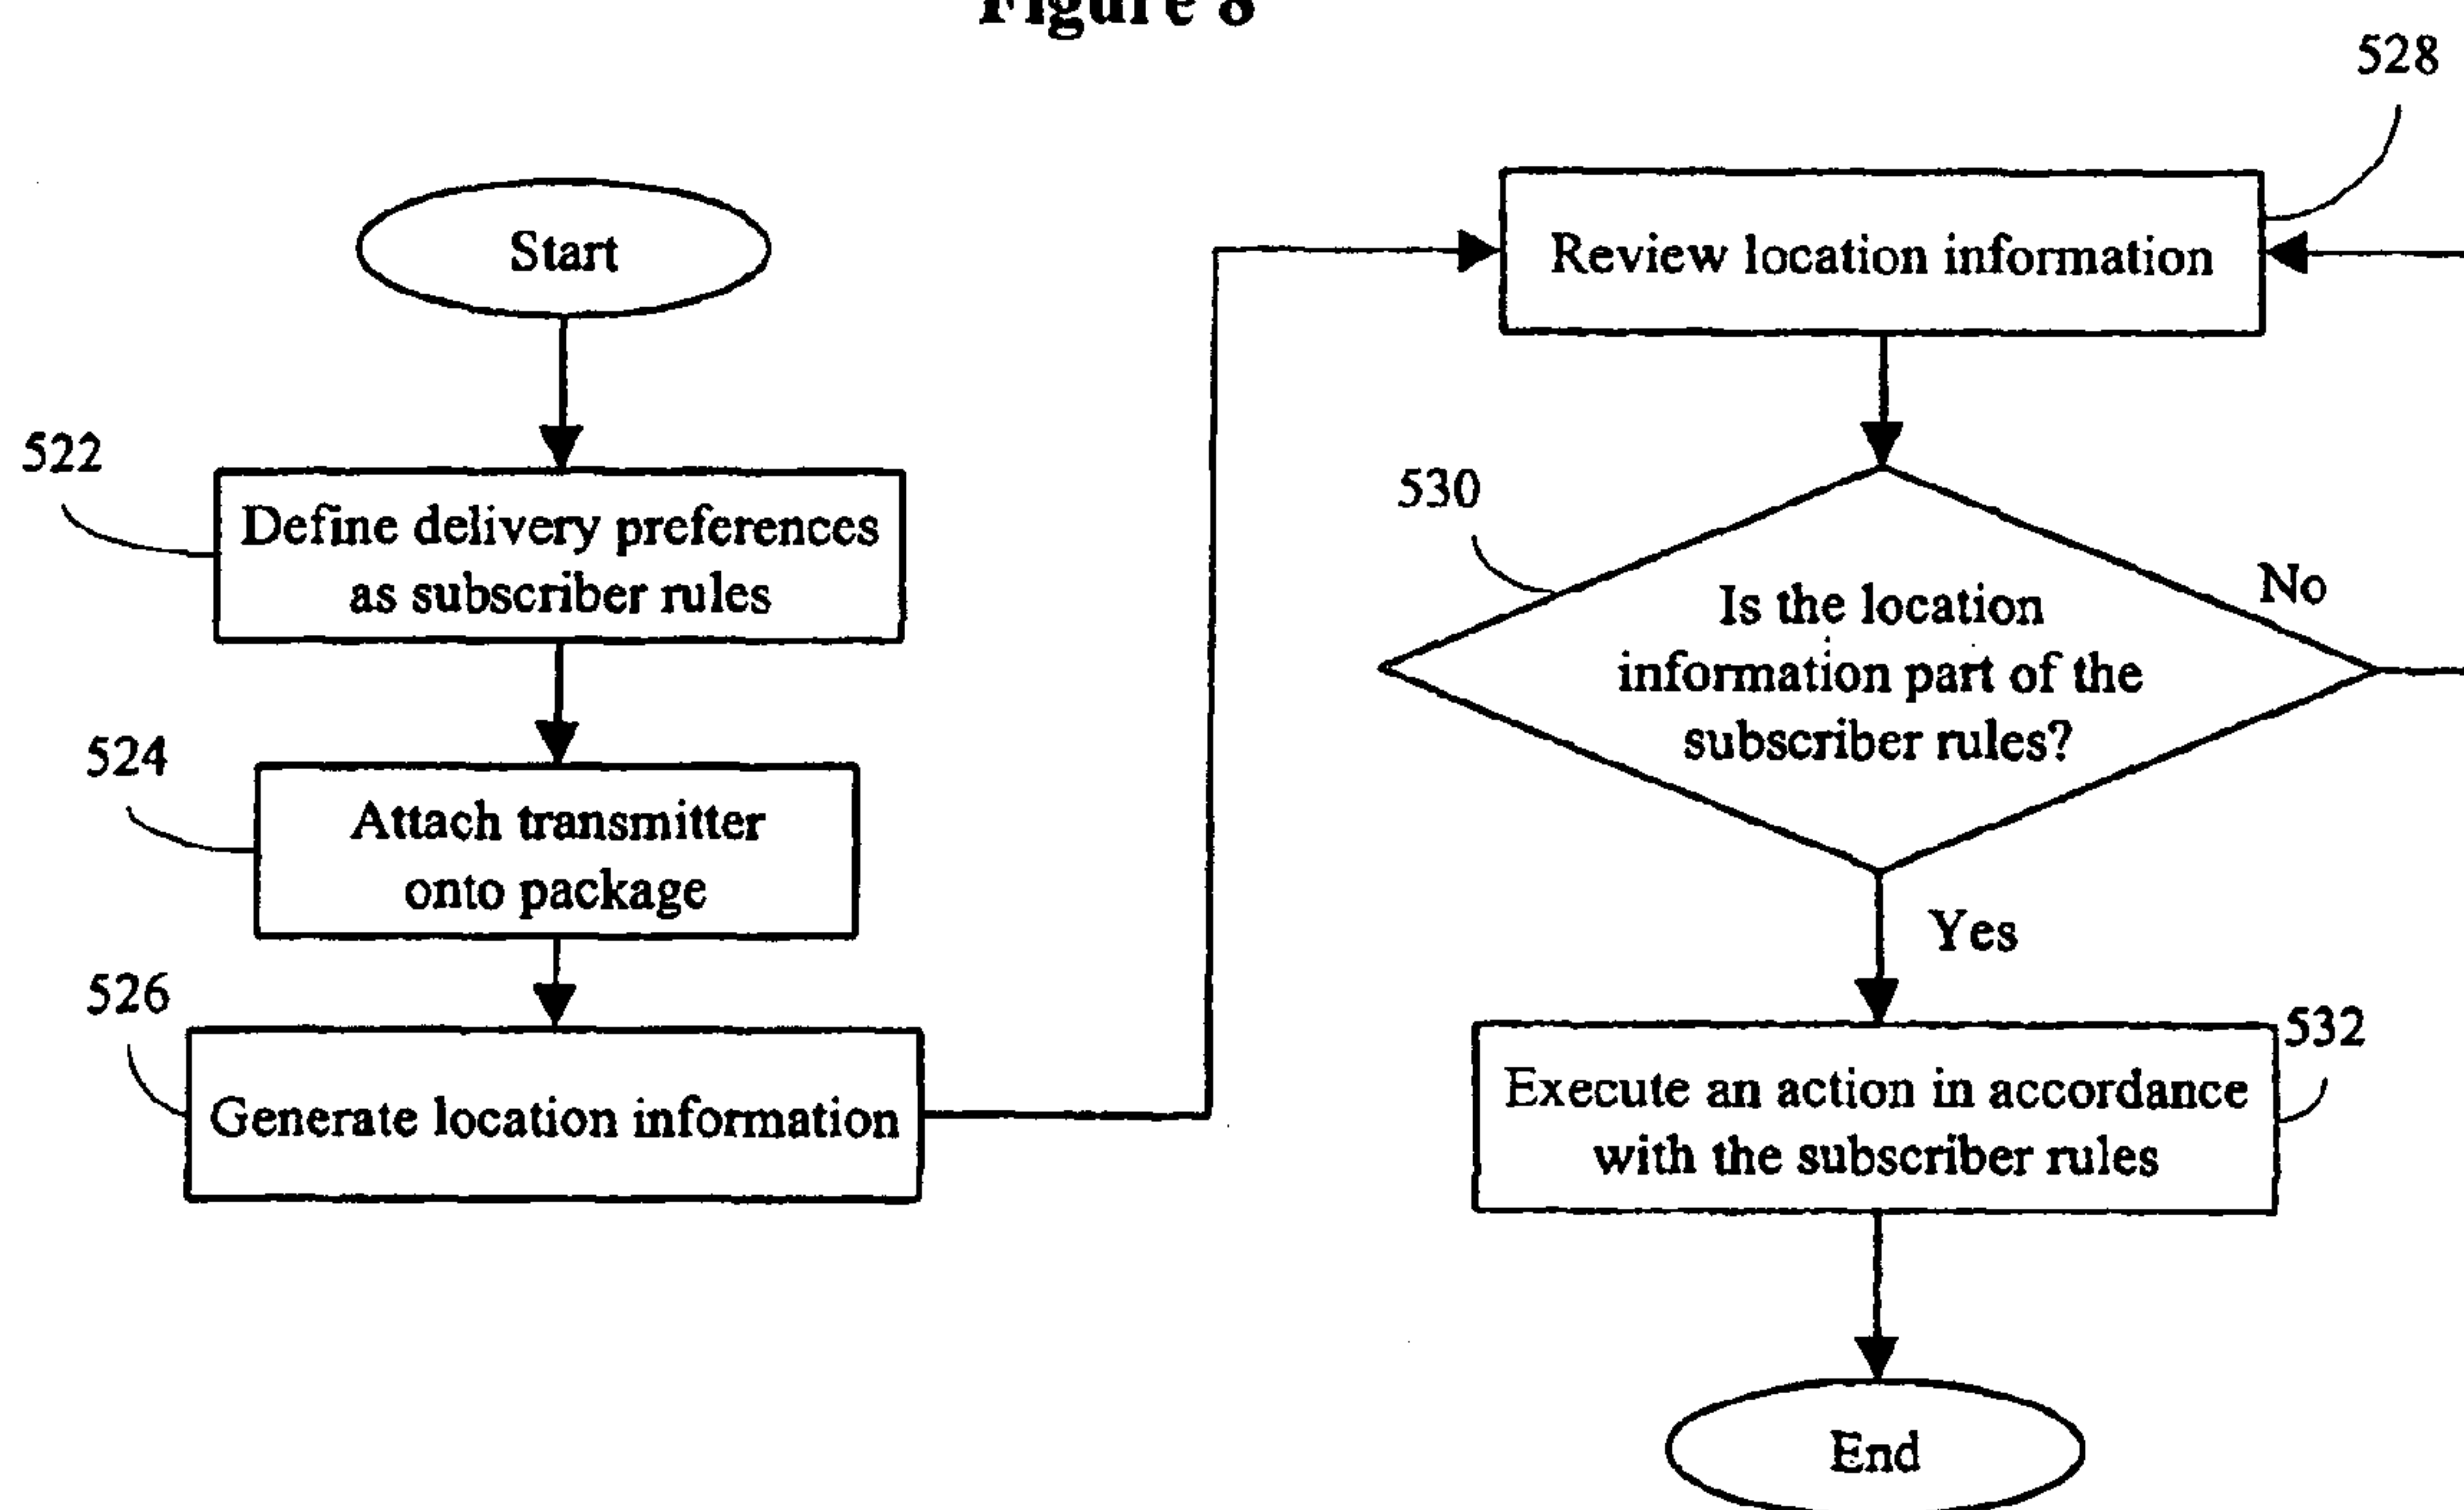 Figure 8
Start
522
Define delivery preferences
as subscriber rules
524
Attach transmitter
onto package
526
Generate location information
528
Review location information
530
Is the location
information part of the
subscriber rules?
No
Yes
532
Execute an action in accordance
with the subscriber rules
End